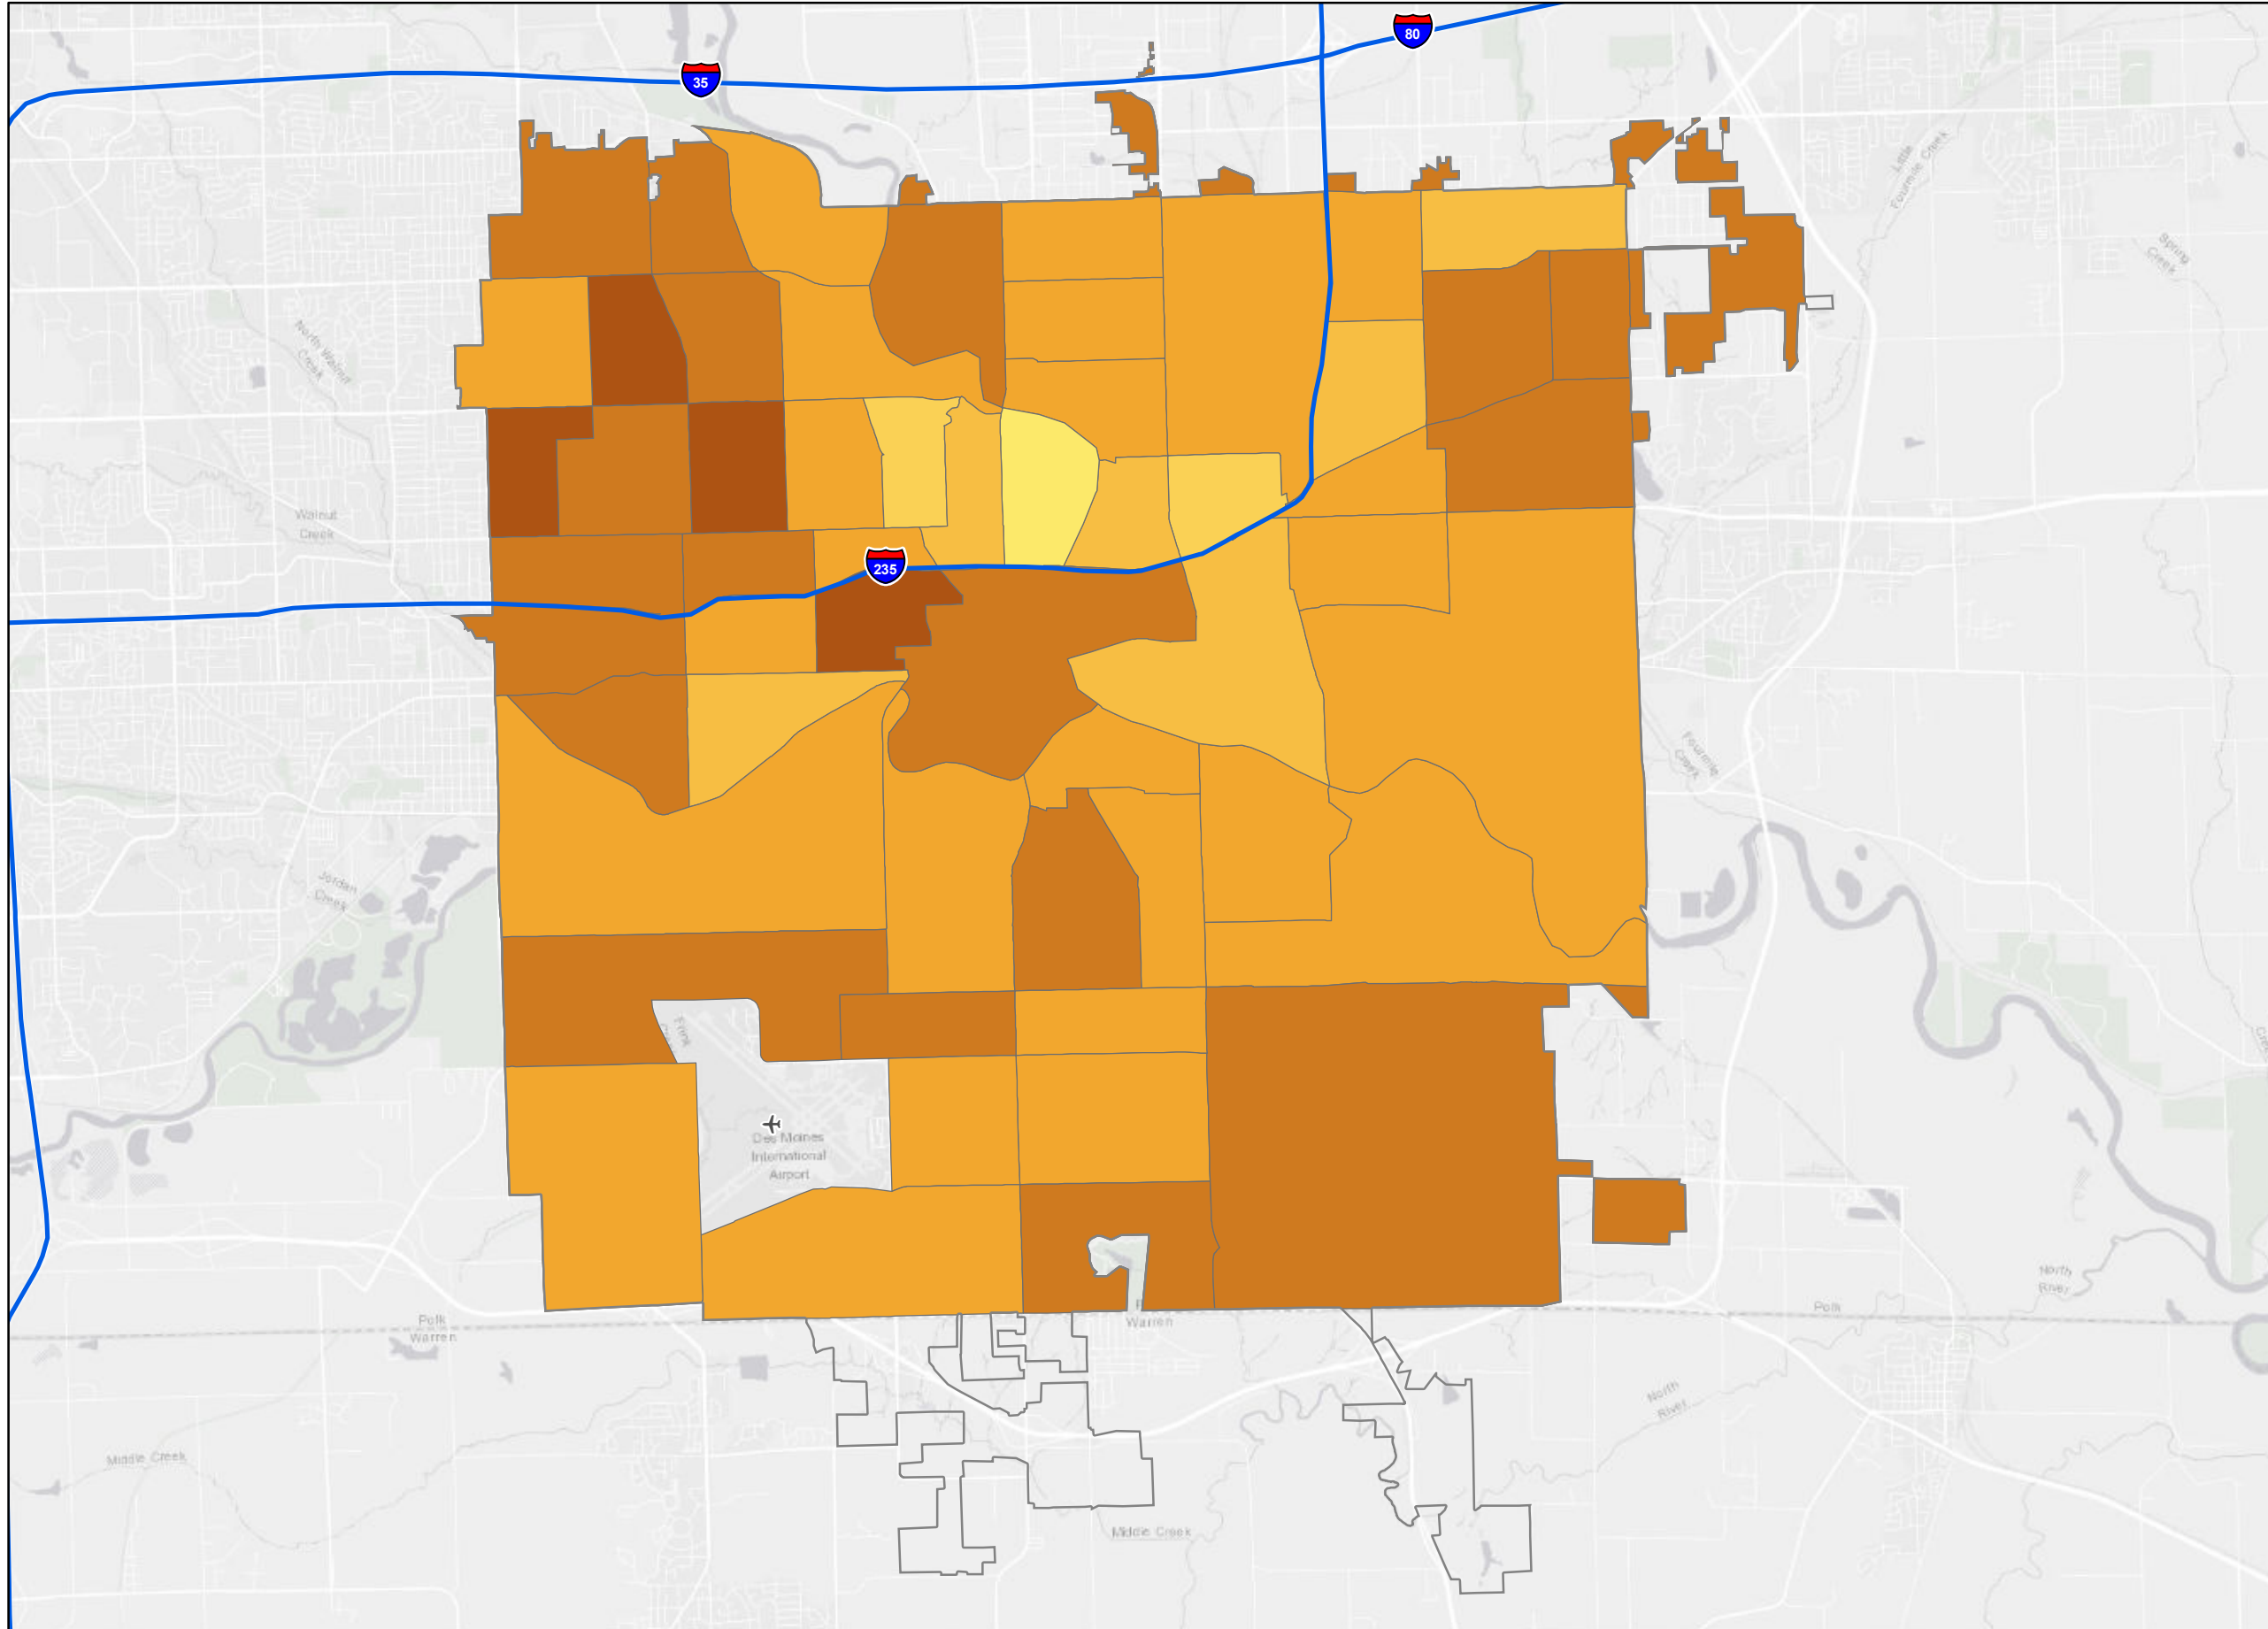 80
35
Little
Fourmile Creek
Spring
Creek
North Walnut
Creek
Walnut
Creek
235
Fourmile
Creek
Jordan
Creek
Frink
Des Moines
International
Airport
North
River
Polk
Warren
Polk
Warren
North
River
Middle Creek
Middle Creek